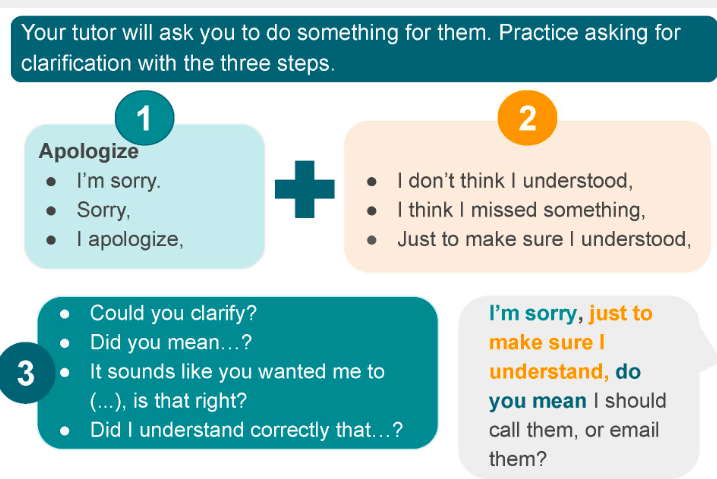 Your tutor will ask you to do something for them. Practice asking for
clarification with the three steps.
1
Apologize
● I'm sorry.
● Sorry,
● I apologize,
2
● I don't think I understood,
● I think I missed something,
● Just to make sure I understood,
3
● Could you clarify?
● Did you mean...?
● It sounds like you wanted me to
(...), is that right?
● Did I understand correctly that...?
I'm sorry, just to
make sure I
understand, do
you mean I should
call them, or email
them?